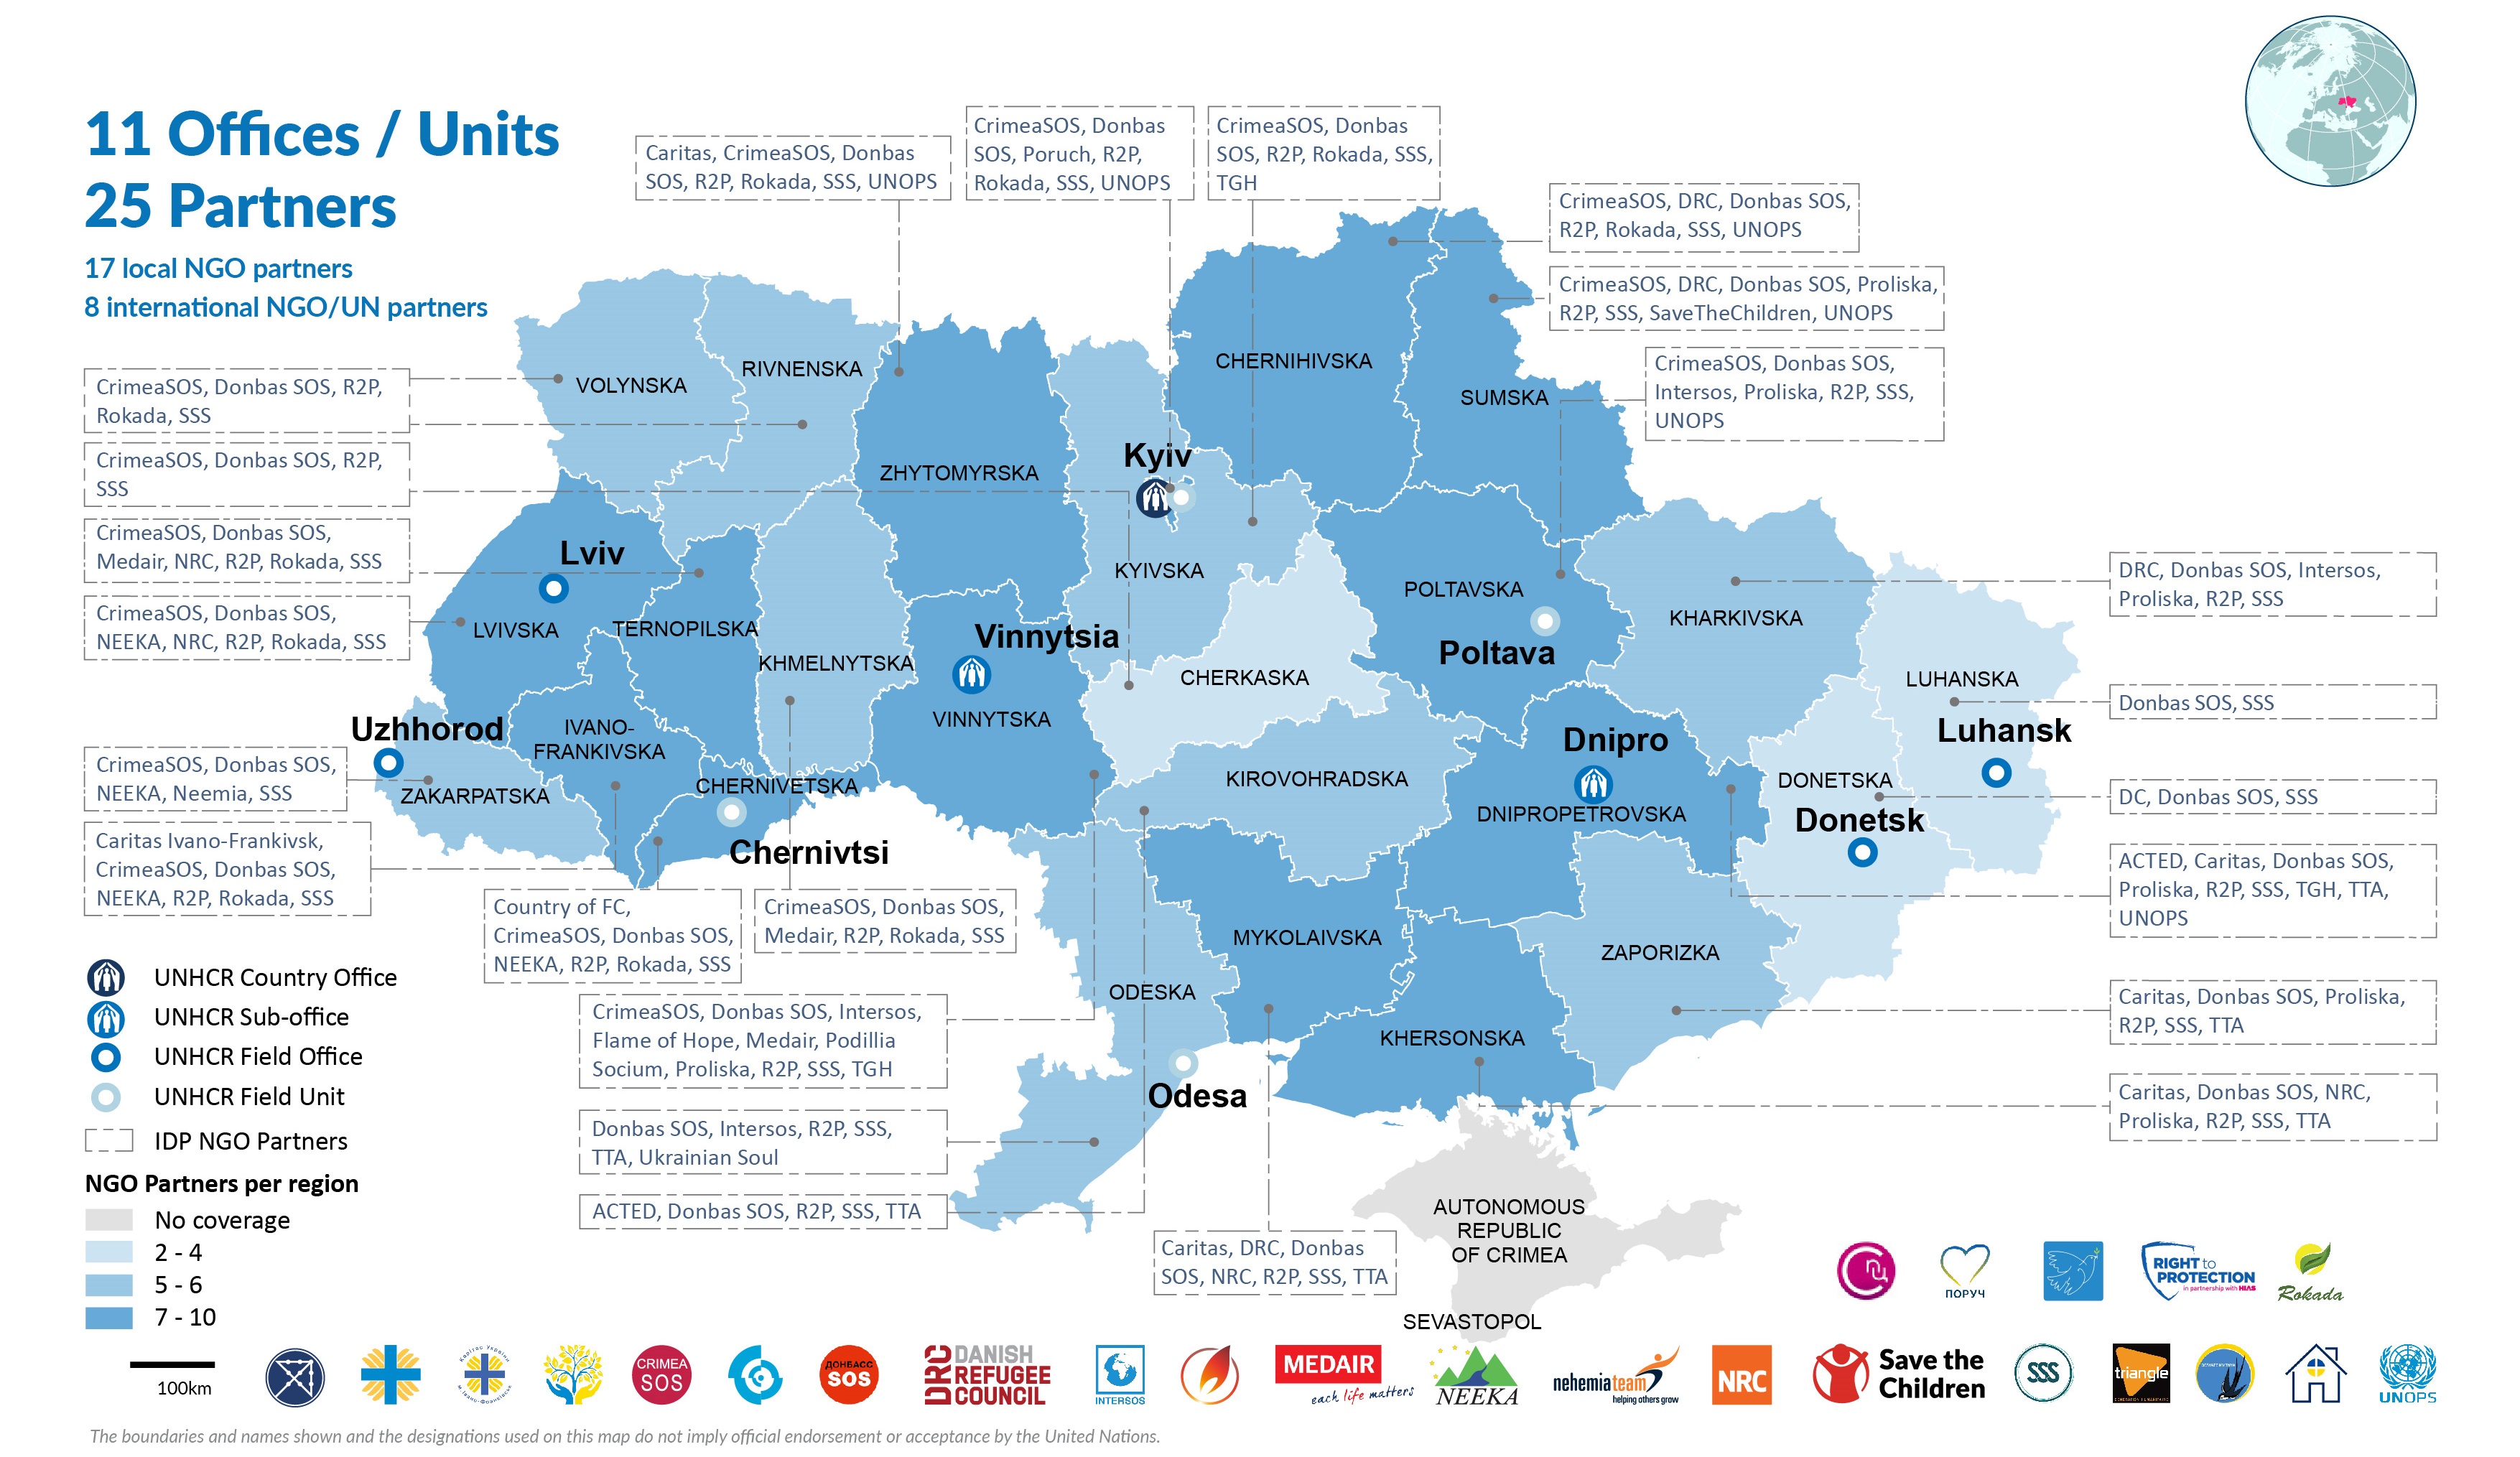 11 Offices / Units
25 Partners
17 local NGO partners
8 international NGO/UN partners
Caritas, CrimeaSOS, Donbas
SOS, R2P, Rokada, SSS, UNOPS
CrimeaSOS, Donbas
SOS, Poruch, R2P,
Rokada, SSS, UNOPS
CrimeaSOS, Donbas
SOS, R2P, Rokada, SSS,
TGH
CrimeaSOS, DRC, Donbas SOS,
R2P, Rokada, SSS, UNOPS
CrimeaSOS, DRC, Donbas SOS, Proliska,
R2P, SSS, SaveTheChildren, UNOPS
CrimeaSOS, Donbas SOS,
Intersos, Proliska, R2P, SSS,
UNOPS
CrimeaSOS, Donbas SOS, R2P,
Rokada, SSS
CrimeaSOS, Donbas SOS, R2P,
SSS
CrimeaSOS, Donbas SOS,
Medair, NRC, R2P, Rokada, SSS
CrimeaSOS, Donbas SOS,
NEEKA, NRC, R2P, Rokada, SSS
CrimeaSOS, Donbas SOS,
NEEKA, Neemia, SSS
Caritas Ivano-Frankivsk,
CrimeaSOS, Donbas SOS,
NEEKA, R2P, Rokada, SSS
VOLYNSKA
RIVNENSKA
ZHYTOMYRSKA
CHERNIHIVSKA
SUMSKA
Kyiv
KYIVSKA
Lviv
LVIVSKA
TERNOPILSKA
KHMELNYTSKA
Vinnytsia
VINNYTSKA
CHERKASKA
POLTAVSKA
Poltava
KHARKIVSKA
LUHANSKA
Luhansk
Uzhhorod
ZAKARPATSKA
IVANO-
FRANKIVSKA
CHERNIVETSKA
Chernivtsi
KIROVOHRADSKA
Dnipro
DNIPROPETROVSKA
DONETSKA
Donetsk
MYKOLAIVSKA
ZAPORIZKA
ODESKA
KHERSONSKA
Odesa
AUTONOMOUS
REPUBLIC
OF CRIMEA
SEVASTOPOL
DRC, Donbas SOS, Intersos,
Proliska, R2P, SSS
Donbas SOS, SSS
DC, Donbas SOS, SSS
ACTED, Caritas, Donbas SOS,
Proliska, R2P, SSS, TGH, TTA,
UNOPS
Caritas, Donbas SOS, Proliska,
R2P, SSS, TTA
Caritas, Donbas SOS, NRC,
Proliska, R2P, SSS, TTA
Country of FC,
CrimeaSOS, Donbas SOS,
NEEKA, R2P, Rokada, SSS
CrimeaSOS, Donbas SOS,
Medair, R2P, Rokada, SSS
CrimeaSOS, Donbas SOS, Intersos,
Flame of Hope, Medair, Podillia
Socium, Proliska, R2P, SSS, TGH
Donbas SOS, Intersos, R2P, SSS,
TTA, Ukrainian Soul
ACTED, Donbas SOS, R2P, SSS, TTA
Caritas, DRC, Donbas
SOS, NRC, R2P, SSS, TTA
UNHCR Country Office
UNHCR Sub-office
UNHCR Field Office
UNHCR Field Unit
IDP NGO Partners
NGO Partners per region
No coverage
2 - 4
5 - 6
7 - 10
100km
ПОРУЧ
RIGHT to
PROTECTION
in partnership with HIAS
Rokada
CRIMEA
SOS
ДОНБАСС
SOS
DRC
DANISH
REFUGEE
COUNCIL
INTERSOS
MEDAIR
each life matters
NEEKA
nehemiateam
helping others grow
NRC
Save the
Children
SSS
triangle
UNOPS
The boundaries and names shown and the designations used on this map do not imply official endorsement or acceptance by the United Nations.